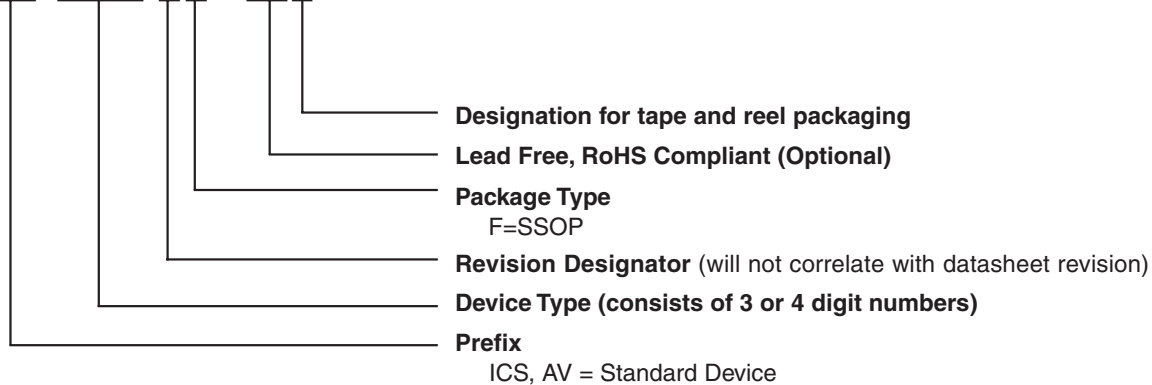 Designation for tape and reel packaging
Lead Free, RoHS Compliant (Optional)
Package Type
F=SSOP
Revision Designator (will not correlate with datasheet revision)
Device Type (consists of 3 or 4 digit numbers)
Prefix
ICS, AV = Standard Device